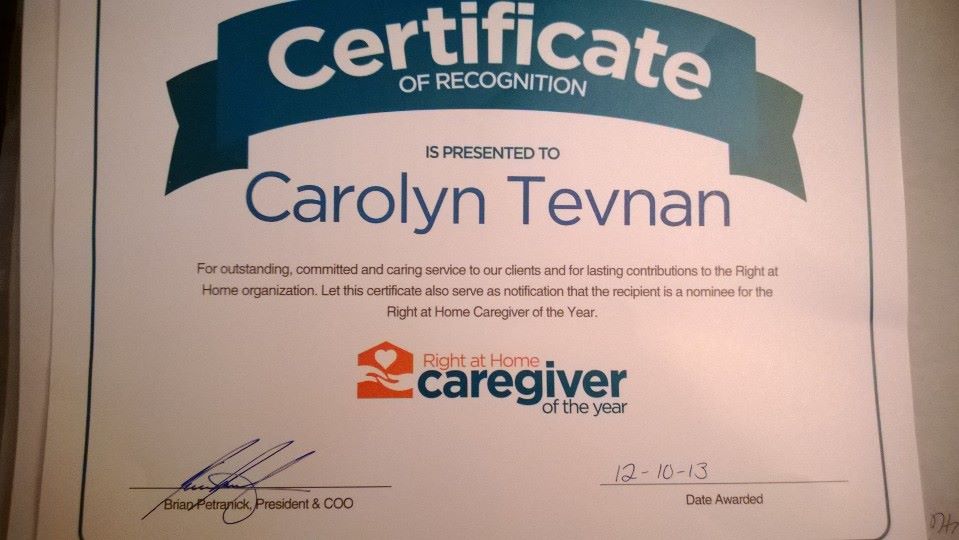 Certificate
OF RECOGNITION
IS PRESENTED TO
Carolyn Tevnan
For outstanding, committed and caring service to our clients and for lasting contributions to the Right at
Home organization. Let this certificate also serve as notification that the recipient is a nominee for the
Right at Home Caregiver of the Year.
Right at Home
caregiver
of the year
12-10-13
Brian Petranick, President & COO
Date Awarded